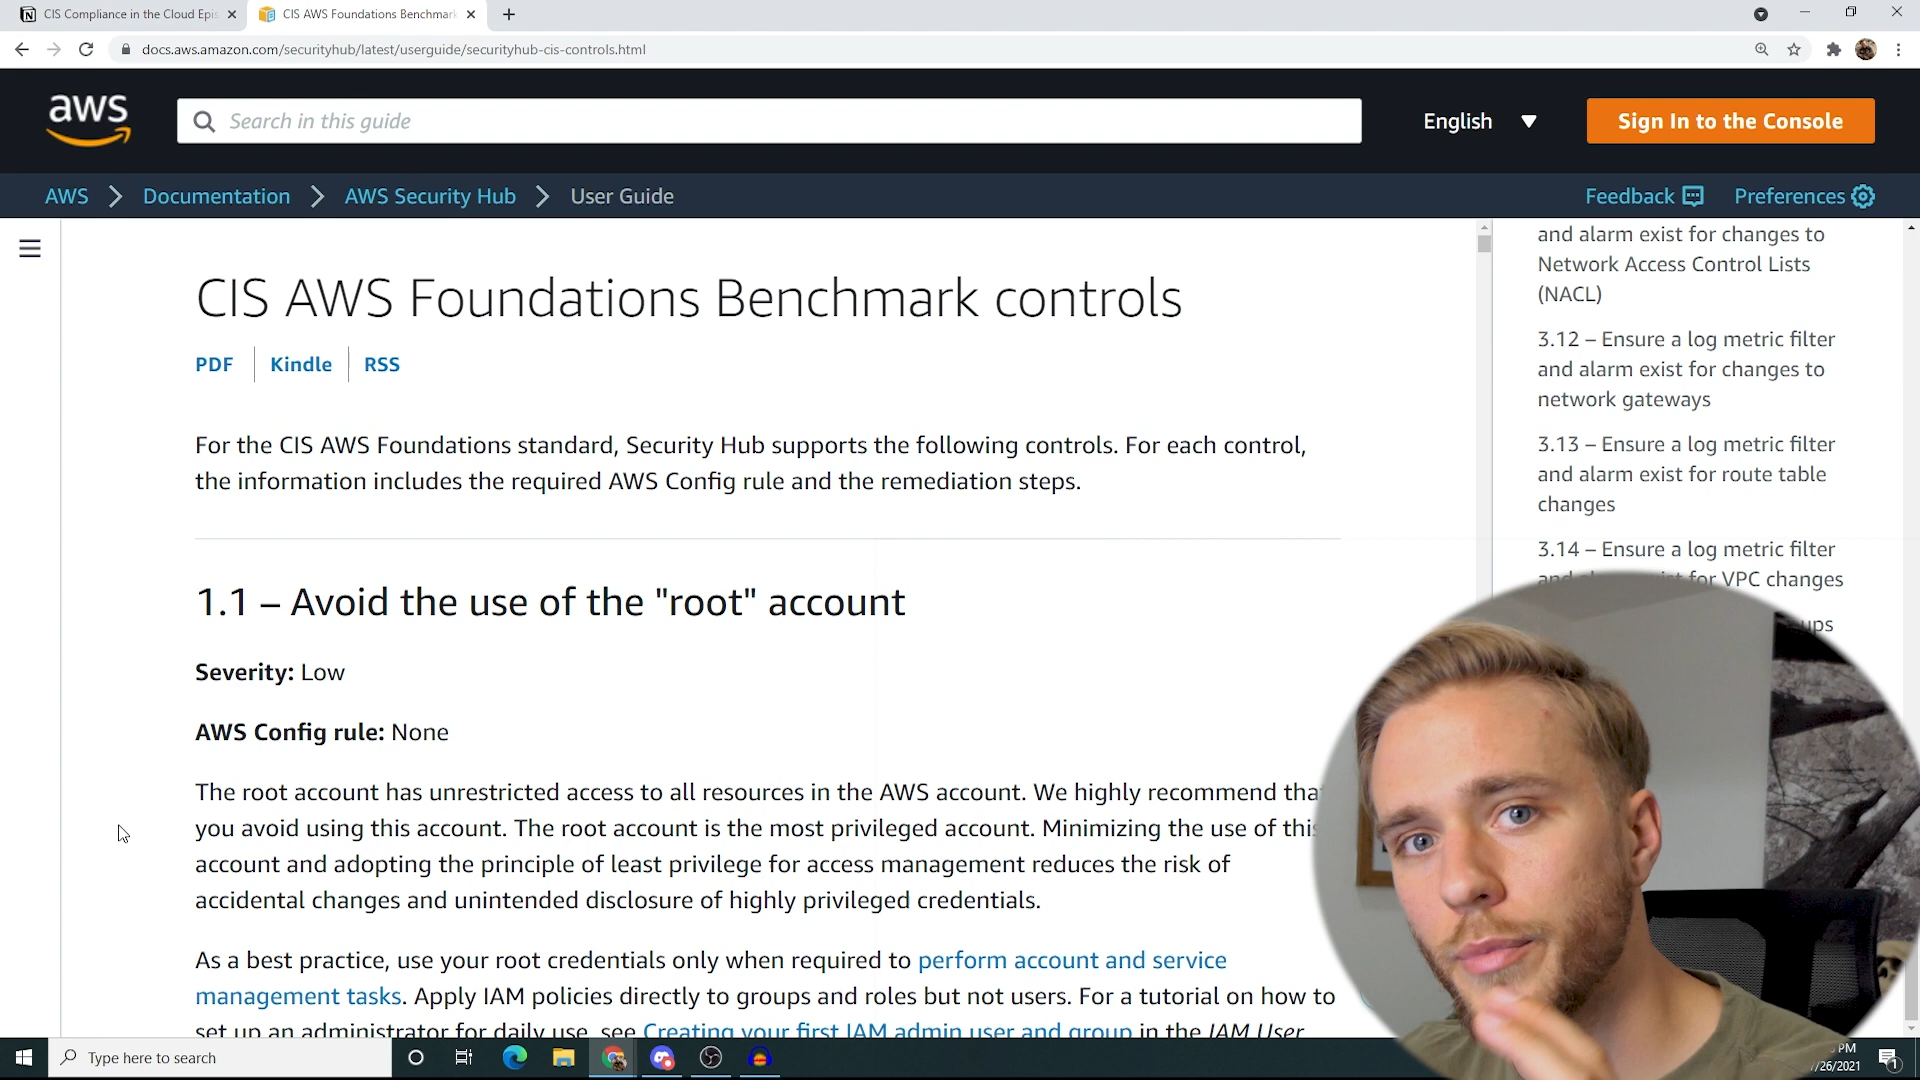 CIS Compliance in the Cloud Epis
CIS AWS Foundations Benchmark
docs.aws.amazon.com/securityhub/latest/userguide/securityhub-cis-controls.html
aws
Search in this guide
English
Sign In to the Console
AWS
Documentation
AWS Security Hub
User Guide
Feedback
Preferences
CIS AWS Foundations Benchmark controls
PDF
Kindle
RSS
For the CIS AWS Foundations standard, Security Hub supports the following controls. For each control,
the information includes the required AWS Config rule and the remediation steps.
1.1 – Avoid the use of the "root" account
Severity: Low
AWS Config rule: None
The root account has unrestricted access to all resources in the AWS account. We highly recommend tha
you avoid using this account. The root account is the most privileged account. Minimizing the use of this
account and adopting the principle of least privilege for access management reduces the risk of
accidental changes and unintended disclosure of highly privileged credentials.
As a best practice, use your root credentials only when required to perform account and service
management tasks. Apply IAM policies directly to groups and roles but not users. For a tutorial on how to
set up an administrator for daily use, see Creating your first IAM admin user and group in the IAM User
and alarm exist for changes to
Network Access Control Lists
(NACL)
3.12 – Ensure a log metric filter
and alarm exist for changes to
network gateways
3.13 – Ensure a log metric filter
and alarm exist for route table
changes
3.14 – Ensure a log metric filter
for VPC changes
ups
Type here to search
PM
/26/2021
1